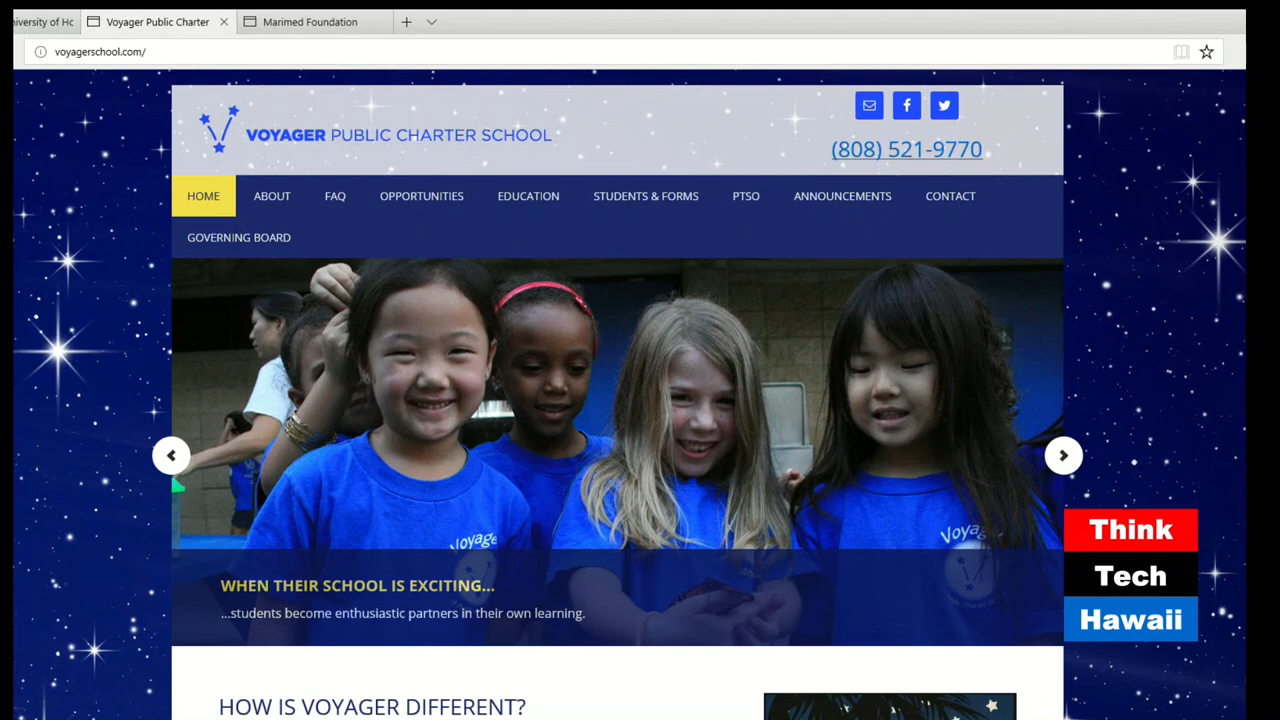 iversity of Hc
Voyager Public Charter
Marimed Foundation
voyagerschool.com/
VOYAGER PUBLIC CHARTER SCHOOL
(808) 521-9770
HOME ABOUT FAQ OPPORTUNITIES EDUCATION STUDENTS & FORMS PTSO ANNOUNCEMENTS CONTACT
GOVERNING BOARD
Voyage
Voyag
WHEN THEIR SCHOOL IS EXCITING...
...students become enthusiastic partners in their own learning.
Think
Tech
Hawaii
HOW IS VOYAGER DIFFERENT?